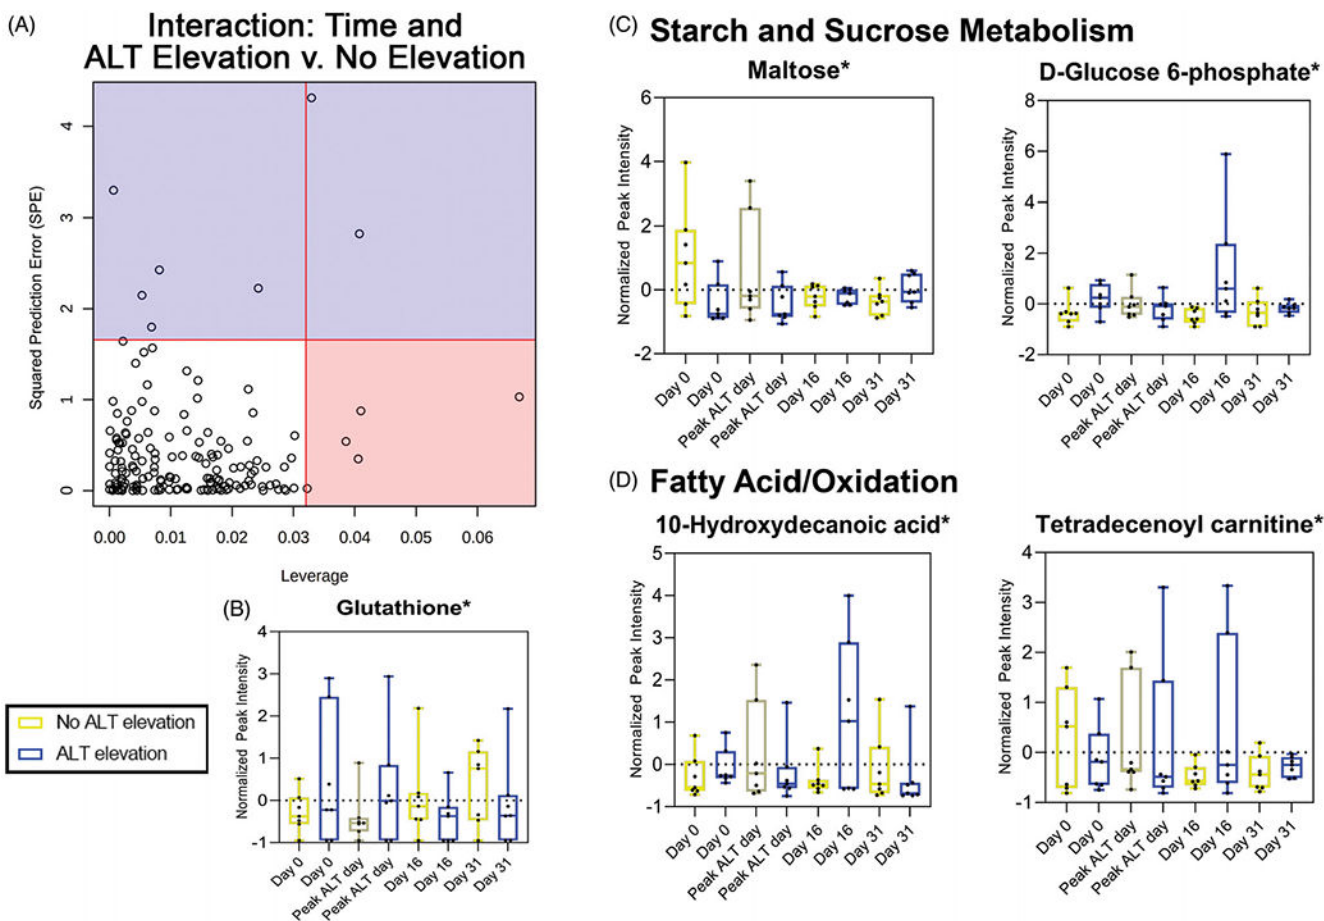 (A)
Interaction: Time and
ALT Elevation v. No Elevation
Squared Prediction Error (SPE)
4
3
2
1
0
0.00 0.01 0.02 0.03 0.04 0.05 0.06
Leverage
(B)
Glutathione*
Normalized Peak Intensity
4
3
2
1
0
-1
Day 0
Day 0
Peak ALT day
Peak ALT day
Day 16
Day 16
Day 31
Day 31
No ALT elevation
ALT elevation
(C) Starch and Sucrose Metabolism
Maltose*
Normalized Peak Intensity
6
4
2
0
-2
Day 0
Day 0
Peak ALT day
Peak ALT day
Day 16
Day 16
Day 31
Day 31
D-Glucose 6-phosphate*
Normalized Peak Intensity
8
6
4
2
0
-2
Day 0
Day 0
Peak ALT day
Peak ALT day
Day 16
Day 16
Day 31
Day 31
(D) Fatty Acid/Oxidation
10-Hydroxydecanoic acid*
Normalized Peak Intensity
5
4
3
2
1
0
-1
Day 0
Day 0
Peak ALT day
Peak ALT day
Day 16
Day 16
Day 31
Day 31
Tetradecenoyl carnitine*
Normalized Peak Intensity
4
3
2
1
0
-1
Day 0
Day 0
Peak ALT day
Peak ALT day
Day 16
Day 16
Day 31
Day 31